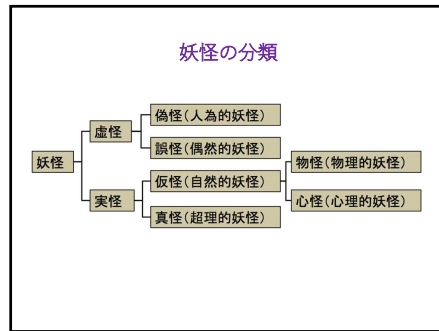 妖怪の分類
妖怪
虚怪
偽怪(人為的妖怪)
誤怪(偶然的妖怪)
実怪
仮怪(自然的妖怪)
物怪(物理的妖怪)
心怪(心理的妖怪)
真怪(超理的妖怪)